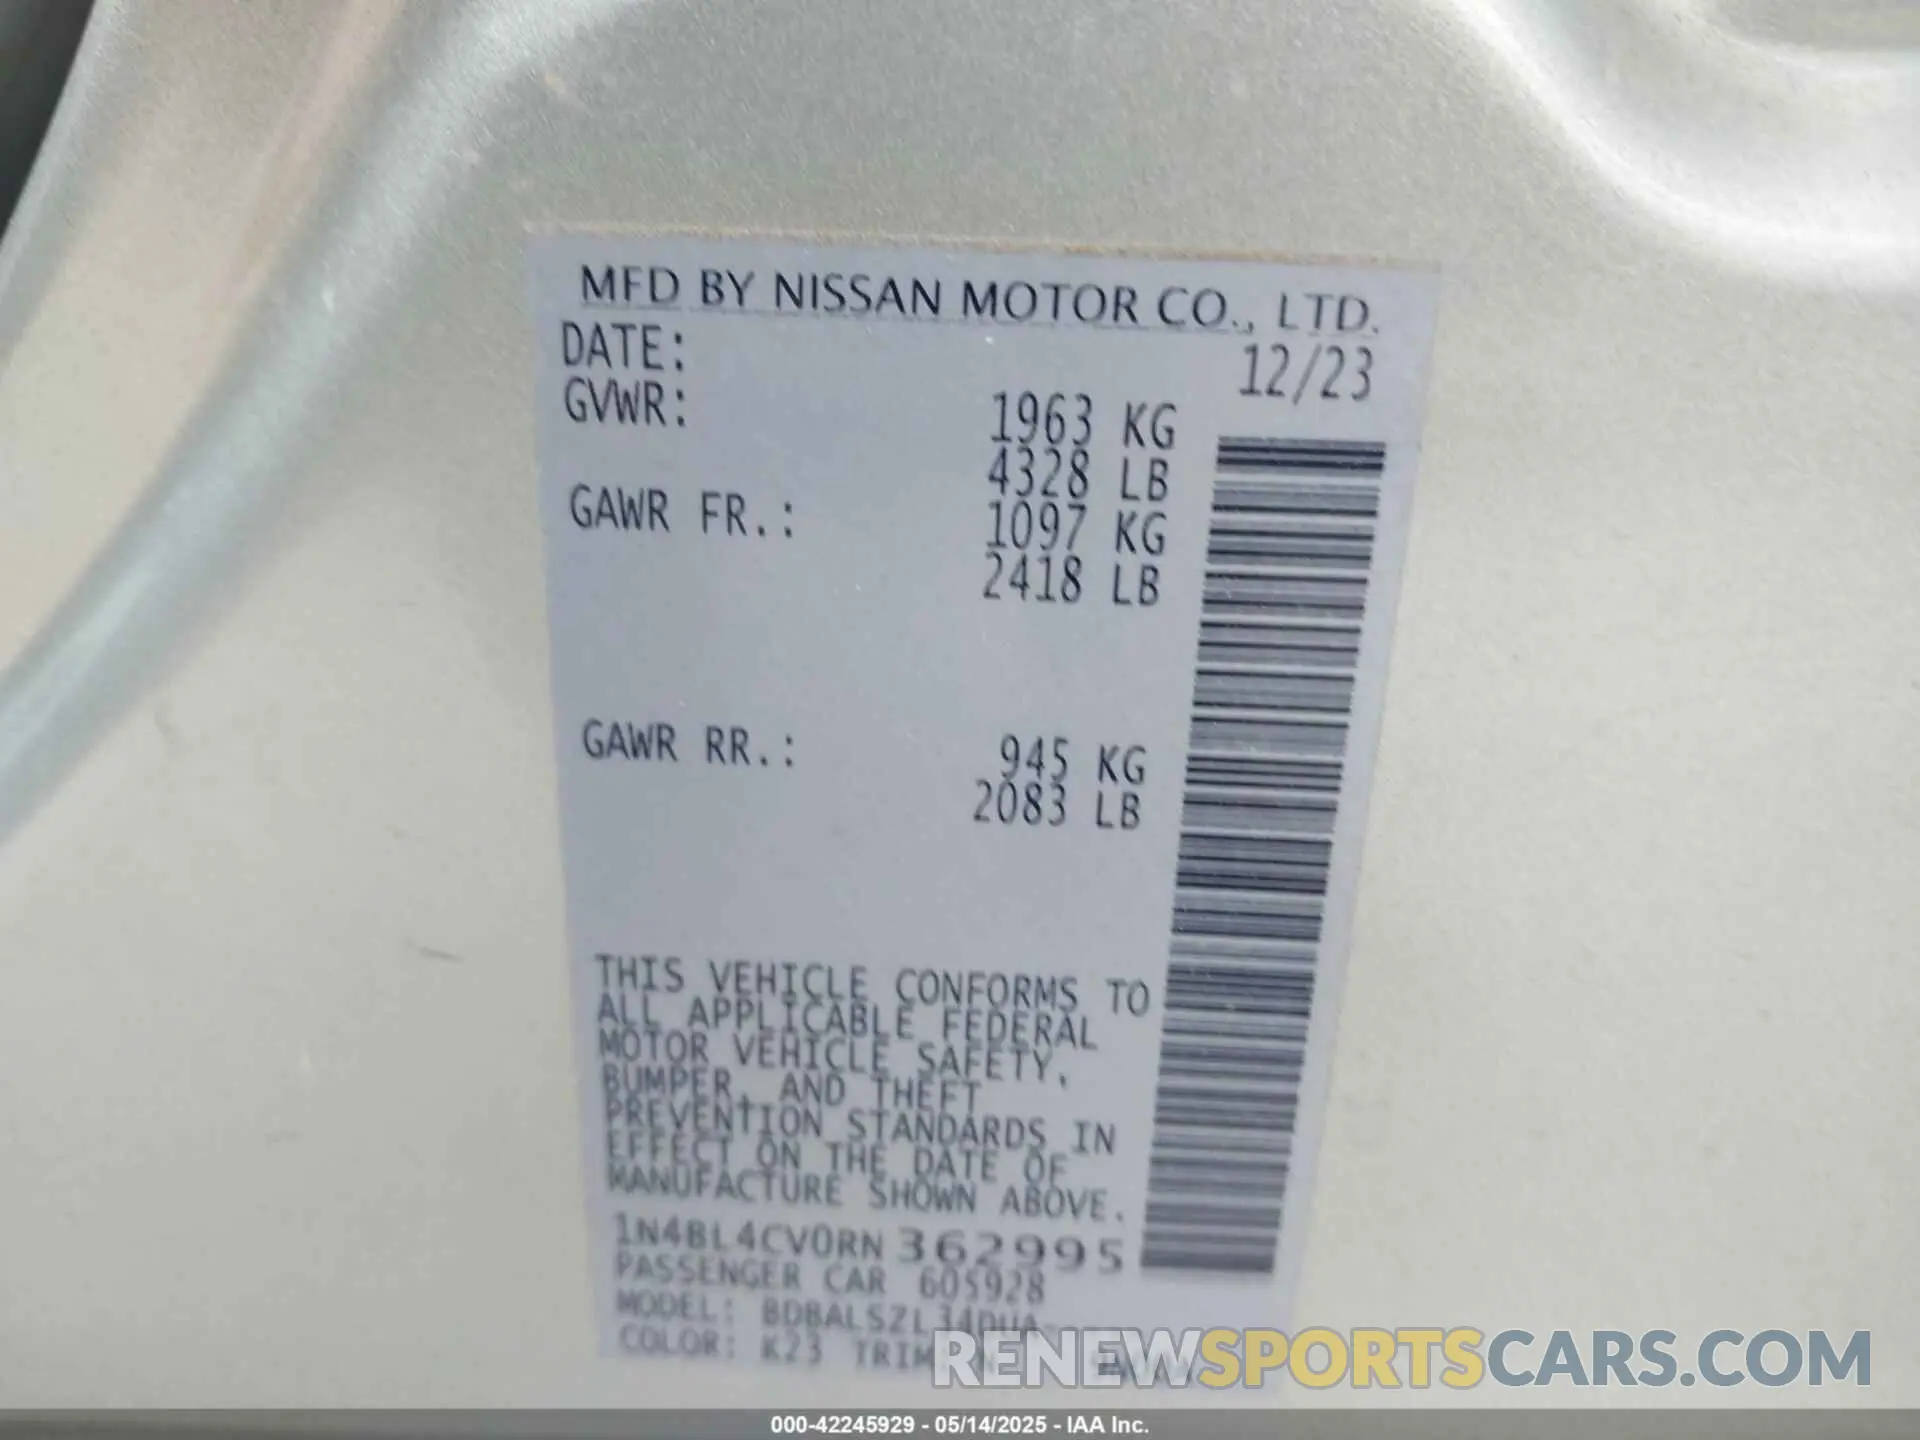 MFD BY NISSAN MOTOR CO., LTD.
DATE: 12/23
GVWR: 1963 KG
4328 LB
GAWR FR.: 1097 KG
2418 LB
GAWR RR.: 945 KG
2083 LB
THIS VEHICLE CONFORMS TO
ALL APPLICABLE FEDERAL
MOTOR VEHICLE SAFETY,
BUMPER, AND THEFT
PREVENTION STANDARDS IN
EFFECT ON THE DATE OF
MANUFACTURE SHOWN ABOVE.
1N4BL4CV0RN362995
PASSENGER CAR 605928
MODEL: BDBALSZL34DUA-
COLOR: K23 TRIM:
RENEWSPORTSCARS.COM
000-42245929 - 05/14/2025 - IAA Inc.